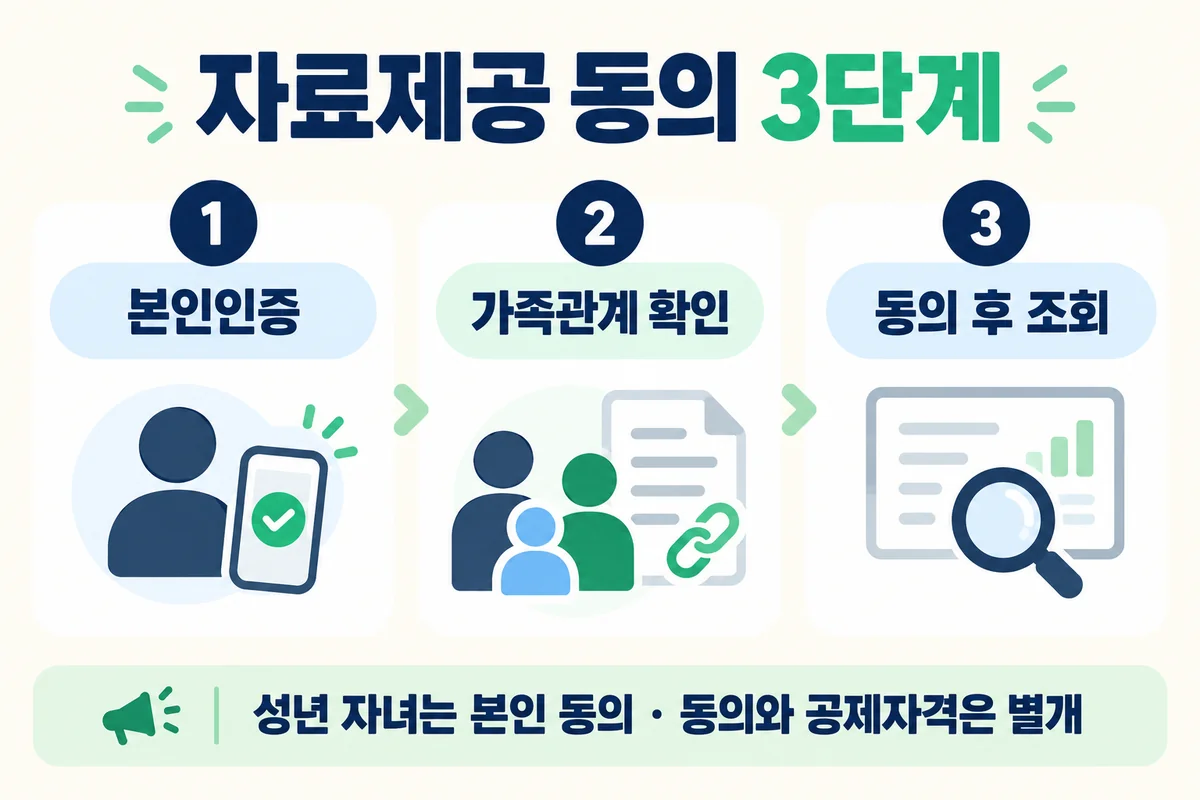 자료제공 동의 3단계
1
본인인증
2
가족관계 확인
3
동의 후 조회
성년 자녀는 본인 동의 · 동의와 공제자격은 별개